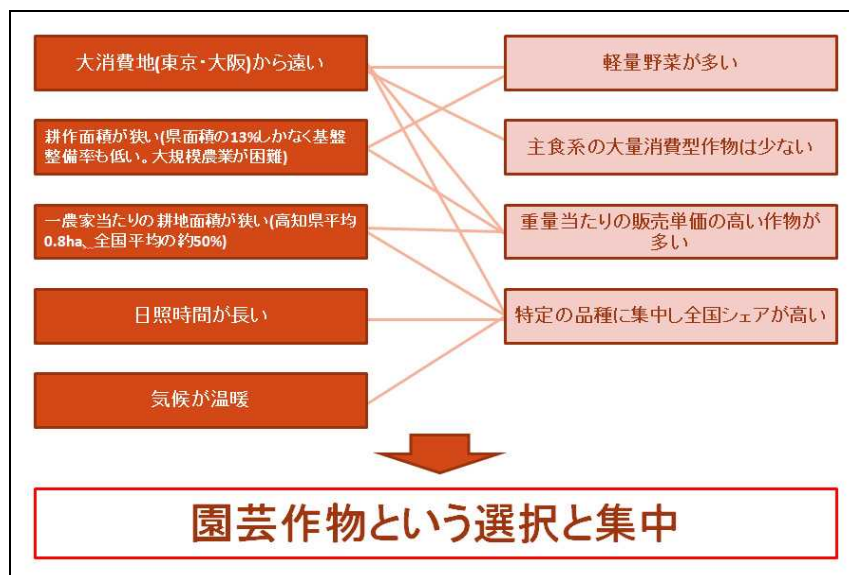 大消費地(東京・大阪)から遠い
耕作面積が狭い(県面積の13%しかなく基盤
整備率も低い。大規模農業が困難)
一農家当たりの耕地面積が狭い(高知県平均
0.8ha、全国平均の約50%)
日照時間が長い
気候が温暖
軽量野菜が多い
主食系の大量消費型作物は少ない
重量当たりの販売単価の高い作物が
多い
特定の品種に集中し全国シェアが高い
園芸作物という選択と集中